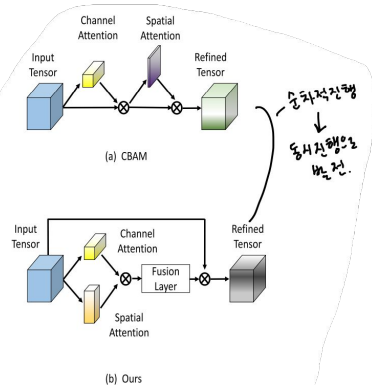 Channel
Attention
Spatial
Attention
Input
Tensor
Refined
Tensor
(a) CBAM
순차적진행
동시진행으로
발전.
Input
Tensor
Channel
Attention
Fusion
Layer
Refined
Tensor
Spatial
Attention
(b) Ours